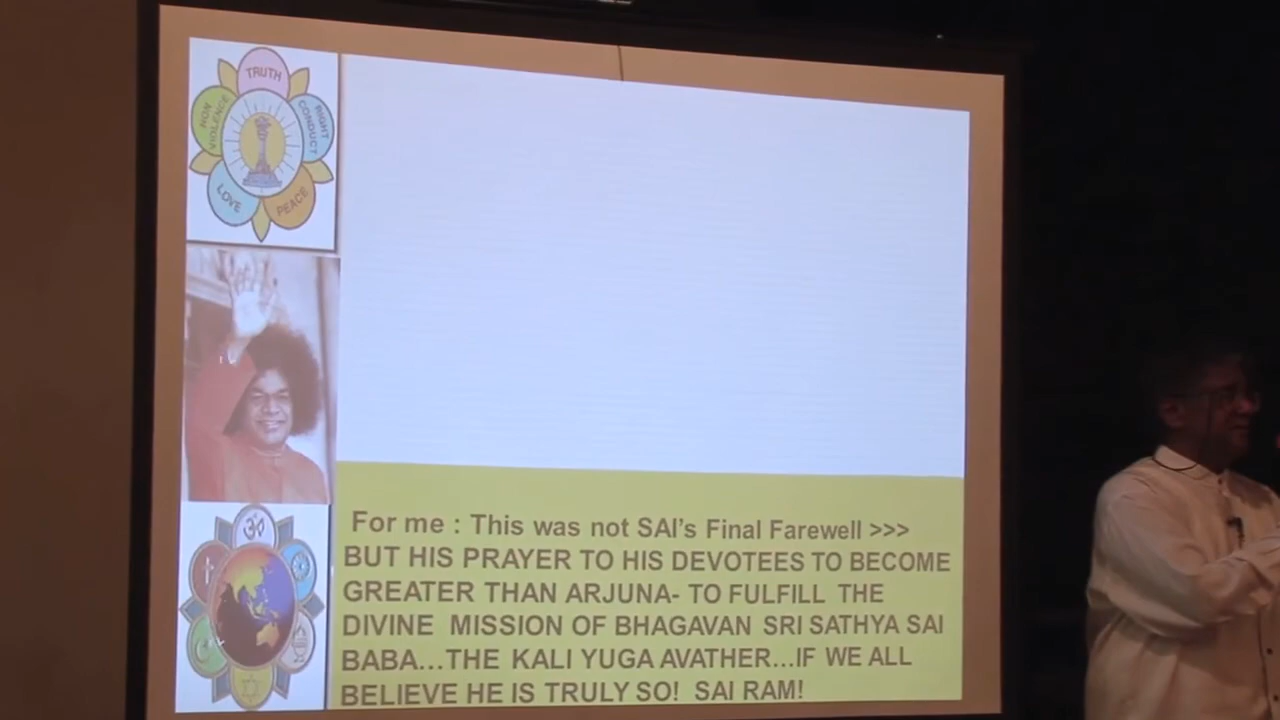 TRUTH
NON VIOLENCE
RIGHT CONDUCT
LOVE
PEACE
For me : This was not SAI's Final Farewell >>>
BUT HIS PRAYER TO HIS DEVOTEES TO BECOME
GREATER THAN ARJUNA- TO FULFILL THE
DIVINE MISSION OF BHAGAVAN SRI SATHYA SAI
BABA...THE KALI YUGA AVATHER...IF WE ALL
BELIEVE HE IS TRULY SO! SAI RAM!